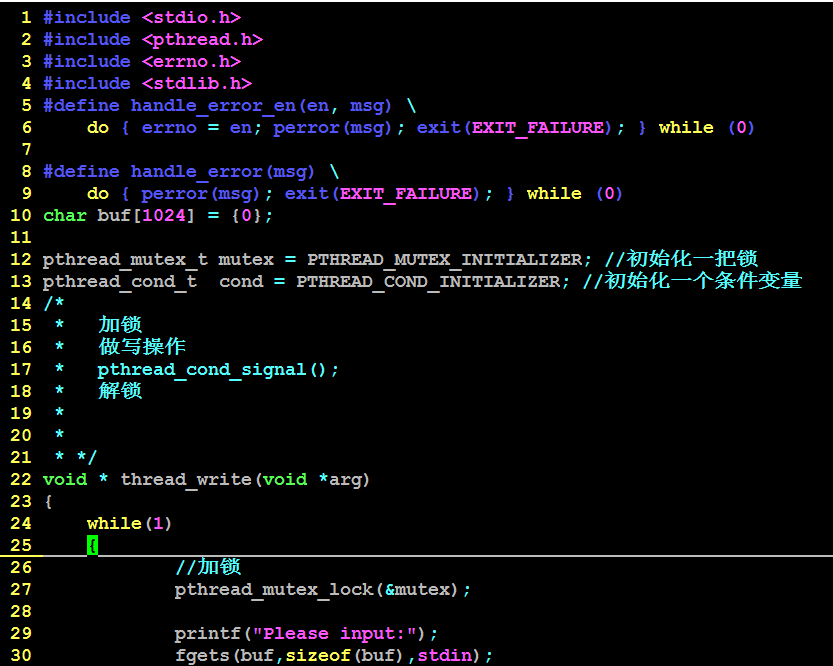 1 #include <stdio.h>
2 #include <pthread.h>
3 #include <errno.h>
4 #include <stdlib.h>
5 #define handle_error_en(en, msg) \
6     do { errno = en; perror(msg); exit(EXIT_FAILURE); } while (0)
7
8 #define handle_error(msg) \
9     do { perror(msg); exit(EXIT_FAILURE); } while (0)
10 char buf[1024] = {0};
11
12 pthread_mutex_t mutex = PTHREAD_MUTEX_INITIALIZER; //初始化一把锁
13 pthread_cond_t  cond = PTHREAD_COND_INITIALIZER; //初始化一个条件变量
14 /*
15  *   加锁
16  *   做写操作
17  *   pthread_cond_signal();
18  *   解锁
19  *
20  *
21  * */
22 void * thread_write(void *arg)
23 {
24     while(1)
25     {
26             //加锁
27             pthread_mutex_lock(&mutex);
28
29             printf("Please input:");
30             fgets(buf,sizeof(buf),stdin);